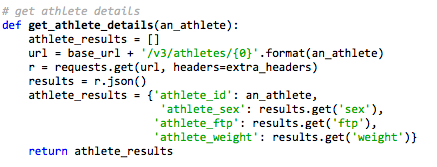 # get athlete details
def get_athlete_details(an_athlete):
    athlete_results = []
    url = base_url + '/v3/athletes/{0}'.format(an_athlete)
    r = requests.get(url, headers=extra_headers)
    results = r.json()
    athlete_results = {'athlete_id': an_athlete,
                       'athlete_sex': results.get('sex'),
                      'athlete_ftp': results.get('ftp'),
                      'athlete_weight': results.get('weight')}
    return athlete_results